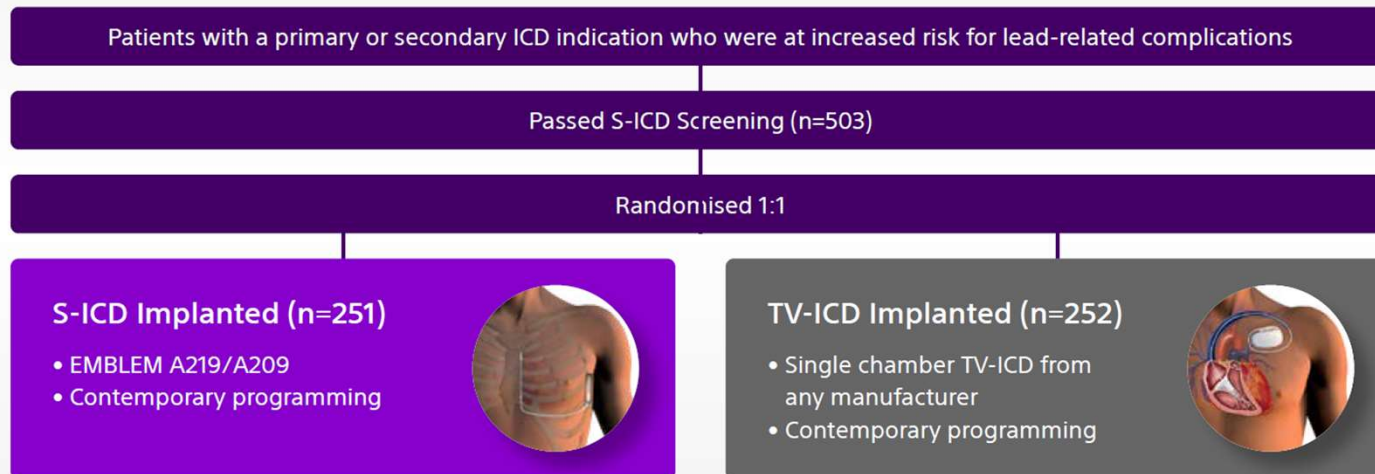 Patients with a primary or secondary ICD indication who were at increased risk for lead-related complications
Passed S-ICD Screening (n=503)
Randomised 1:1
S-ICD Implanted (n=251)
• EMBLEM A219/A209
• Contemporary programming
TV-ICD Implanted (n=252)
• Single chamber TV-ICD from
any manufacturer
• Contemporary programming